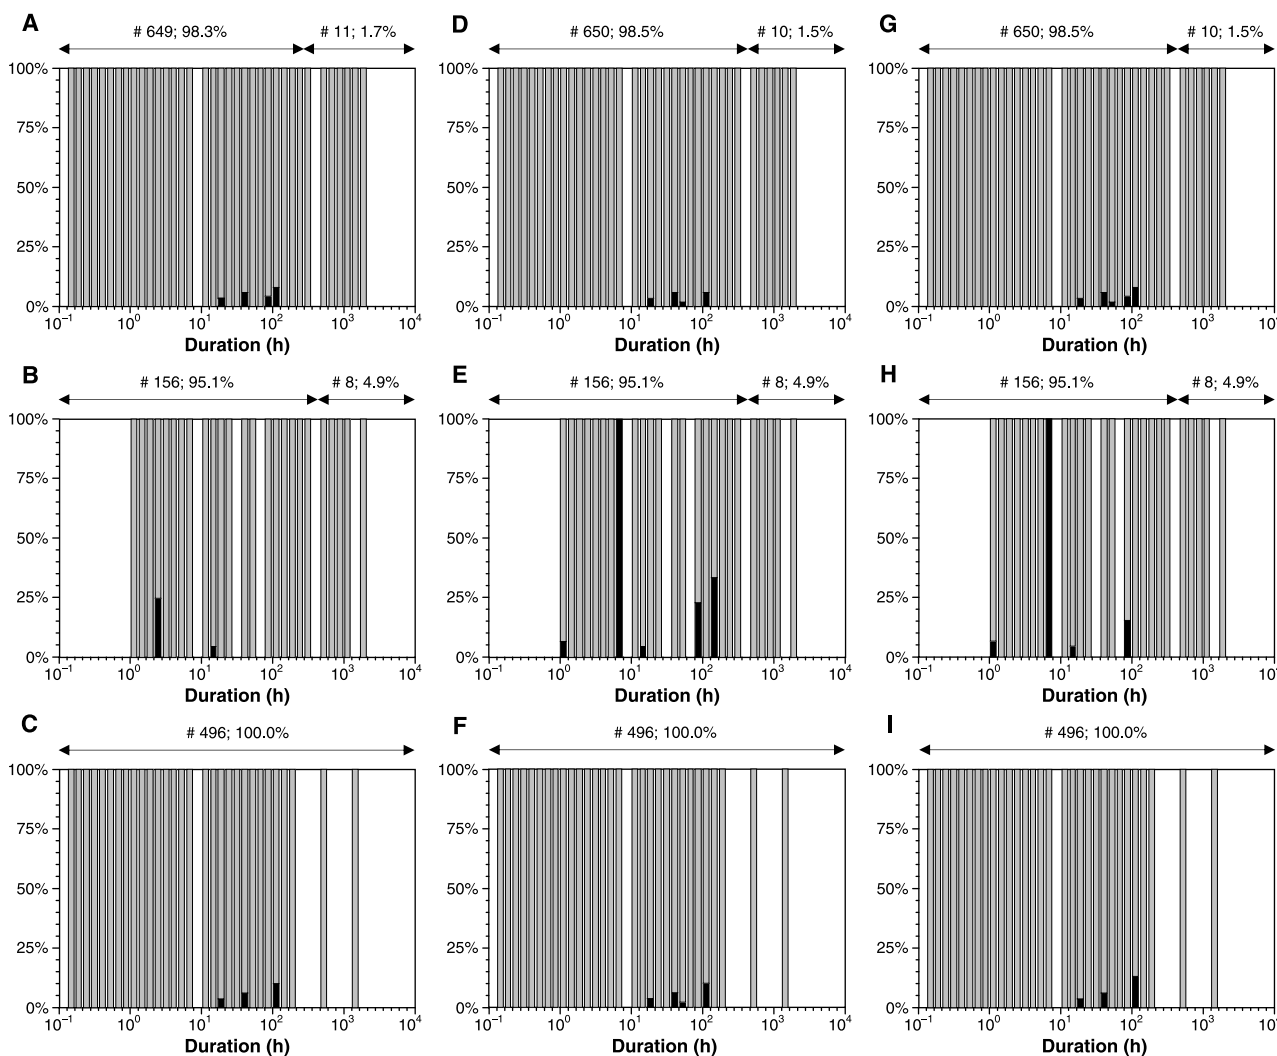 A
# 649; 98.3%
# 11; 1.7%
100%
75%
50%
25%
0%
10⁻¹ 10⁰ 10¹ 10² 10³ 10⁴
Duration (h)
D
# 650; 98.5%
# 10; 1.5%
100%
75%
50%
25%
0%
10⁻¹ 10⁰ 10¹ 10² 10³ 10⁴
Duration (h)
G
# 650; 98.5%
# 10; 1.5%
100%
75%
50%
25%
0%
10⁻¹ 10⁰ 10¹ 10² 10³ 10⁴
Duration (h)
B
# 156; 95.1%
# 8; 4.9%
100%
75%
50%
25%
0%
10⁻¹ 10⁰ 10¹ 10² 10³ 10⁴
Duration (h)
E
# 156; 95.1%
# 8; 4.9%
100%
75%
50%
25%
0%
10⁻¹ 10⁰ 10¹ 10² 10³ 10⁴
Duration (h)
H
# 156; 95.1%
# 8; 4.9%
100%
75%
50%
25%
0%
10⁻¹ 10⁰ 10¹ 10² 10³ 10⁴
Duration (h)
C
# 496; 100.0%
100%
75%
50%
25%
0%
10⁻¹ 10⁰ 10¹ 10² 10³ 10⁴
Duration (h)
F
# 496; 100.0%
100%
75%
50%
25%
0%
10⁻¹ 10⁰ 10¹ 10² 10³ 10⁴
Duration (h)
I
# 496; 100.0%
100%
75%
50%
25%
0%
10⁻¹ 10⁰ 10¹ 10² 10³ 10⁴
Duration (h)